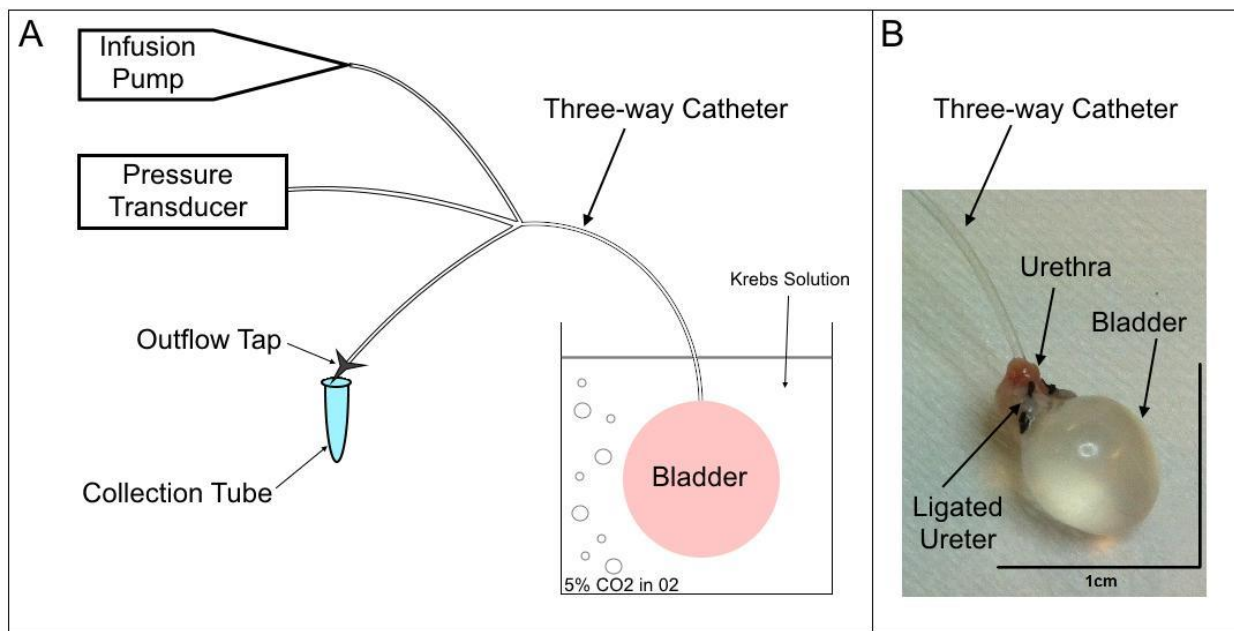 A
Infusion
Pump
Three-way Catheter
Pressure
Transducer
Krebs Solution
Outflow Tap
Bladder
Collection Tube
5% CO2 in 02
B
Three-way
Catheter
Urethra
Bladder
Ligated
Ureter
1cm